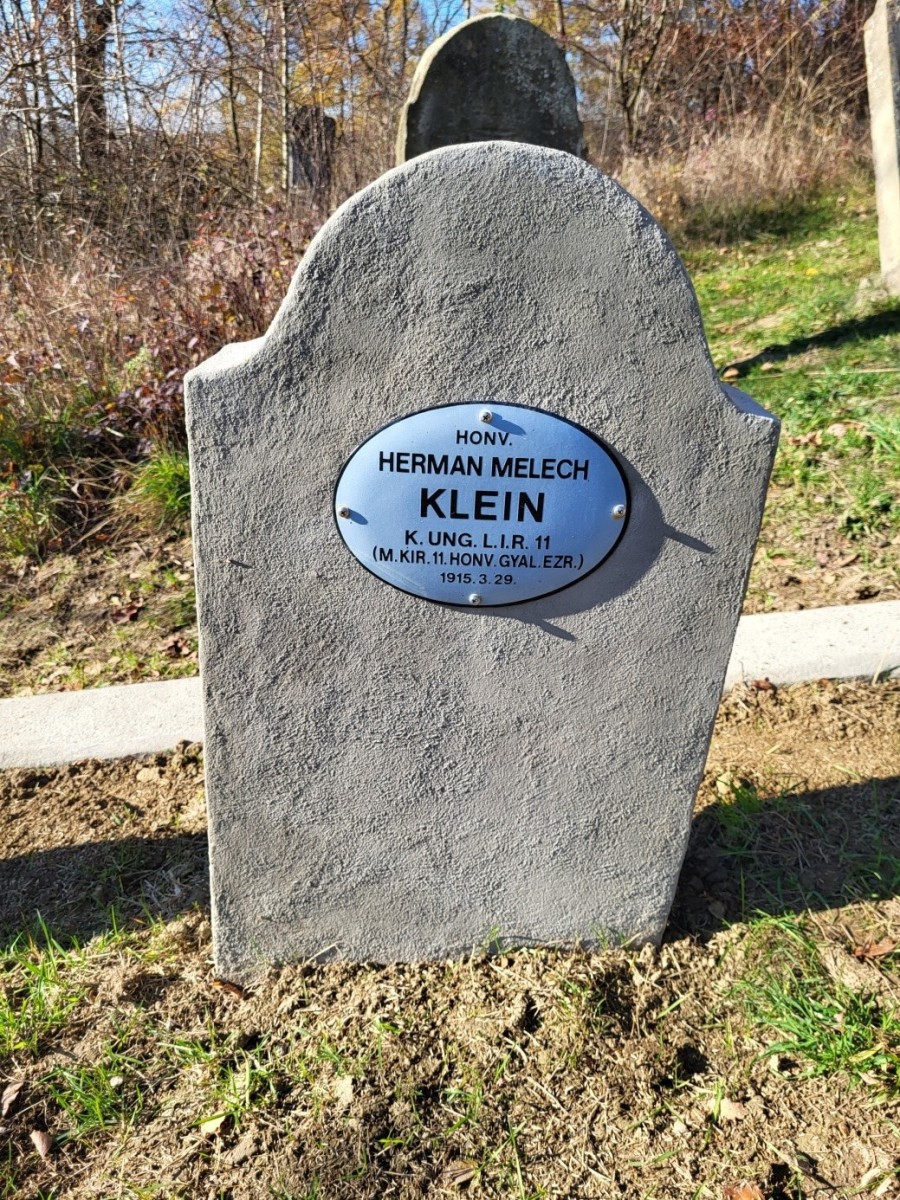 HONV.
HERMAN MELECH
KLEIN
K. UNG. L.I.R. 11
(M.KIR.11.HONV.GYAL.EZR.)
1915.3.29.